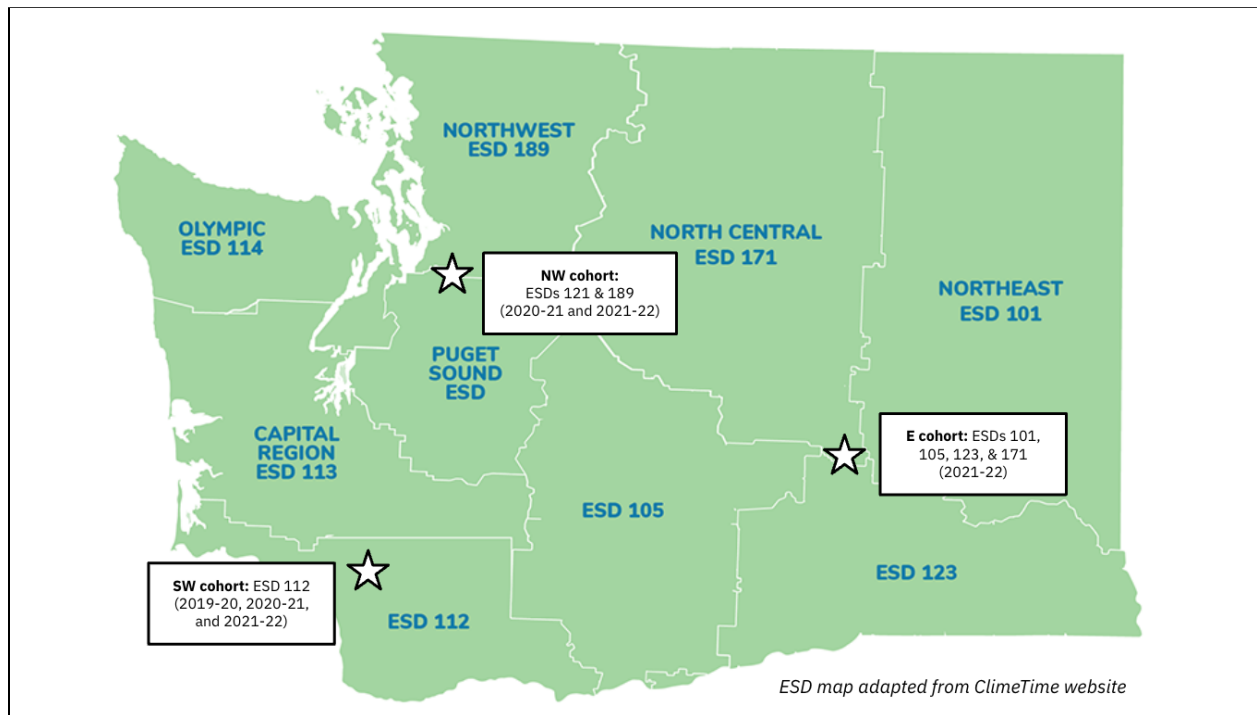 NORTHWEST
ESD 189
OLYMPIC
ESD 114
NORTH CENTRAL
ESD 171
NW cohort:
ESDs 121 & 189
(2020-21 and 2021-22)
NORTHEAST
ESD 101
PUGET
SOUND
ESD
CAPITAL
REGION
ESD 113
E cohort: ESDs 101,
105, 123, & 171
(2021-22)
ESD 105
ESD 123
SW cohort: ESD 112
(2019-20, 2020-21,
and 2021-22)
ESD 112
ESD map adapted from ClimeTime website